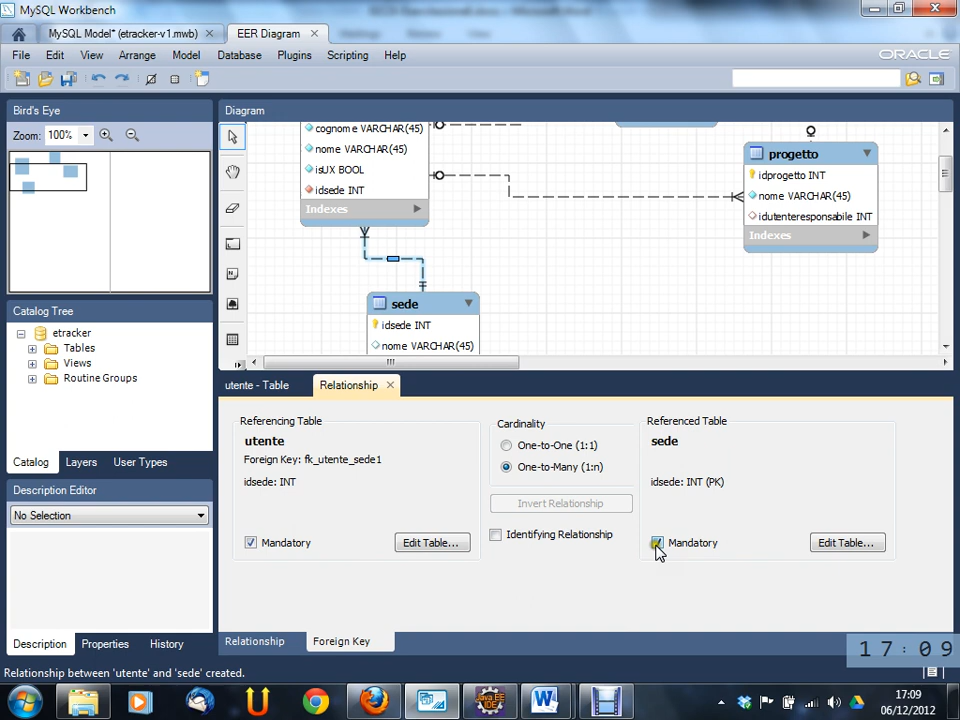 MySQL Workbench
MySQL Model* (etracker-v1.mwb)
EER Diagram
File Edit View Arrange Model Database Plugins Scripting Help
ORACLE
Bird's Eye
Zoom: 100%
Diagram
cognome VARCHAR(45)
nome VARCHAR(45)
isUX BOOL
idsede INT
Indexes
progetto
idprogetto INT
nome VARCHAR(45)
idutenteresponsabile INT
Indexes
sede
idsede INT
nome VARCHAR(45)
Catalog Tree
etracker
Tables
Views
Routine Groups
Catalog Layers User Types
Description Editor
No Selection
Description Properties History
utente - Table
Relationship
Referencing Table
utente
Foreign Key: fk_utente_sede1
idsede: INT
Mandatory
Edit Table...
Cardinality
One-to-One (1:1)
One-to-Many (1:n)
Invert Relationship
Identifying Relationship
Referenced Table
sede
idsede: INT (PK)
Mandatory
Edit Table...
Relationship
Foreign Key
17:09
Relationship between 'utente' and 'sede' created.
Java EE
IDE
17:09
06/12/2012